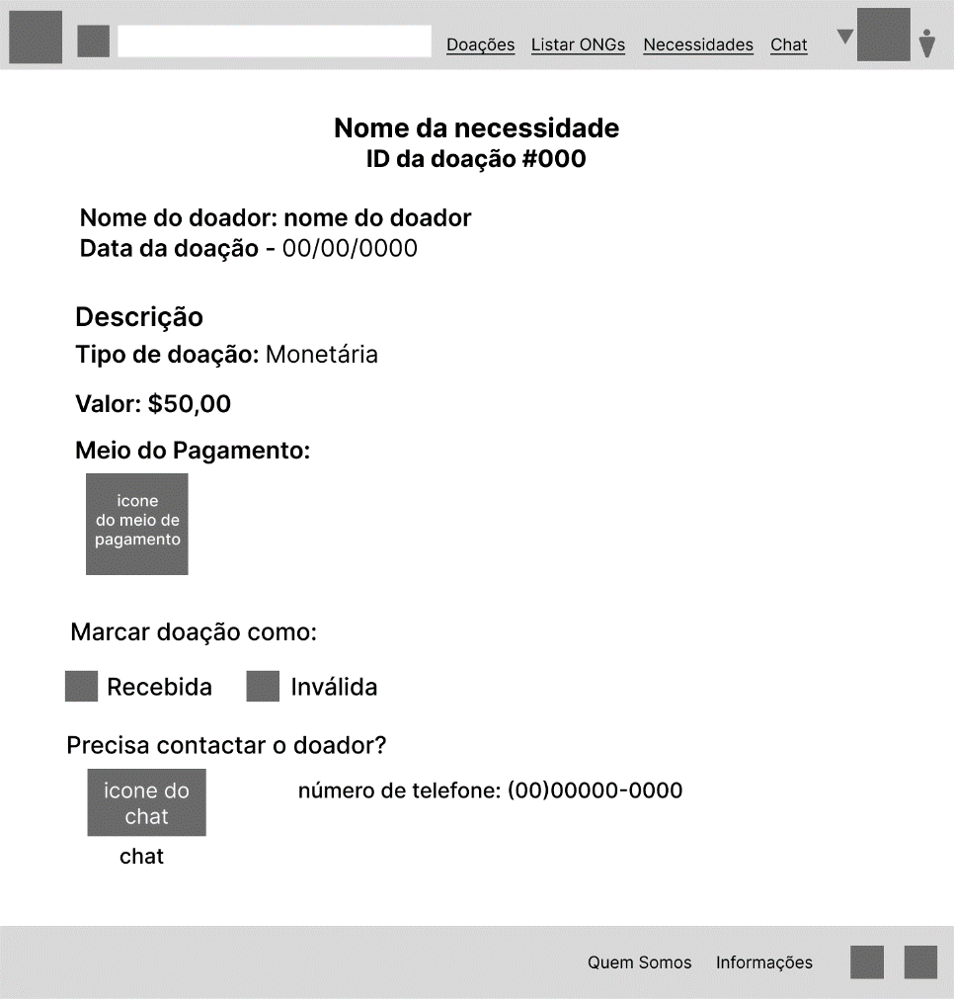 Doações Listar ONGs Necessidades Chat
Nome da necessidade
ID da doação #000
Nome do doador: nome do doador
Data da doação - 00/00/0000
Descrição
Tipo de doação: Monetária
Valor: $50,00
Meio do Pagamento:
icone
do meio de
pagamento
Marcar doação como:
Recebida Inválida
Precisa contactar o doador?
icone do
chat
número de telefone: (00)00000-0000
chat
Quem Somos Informações